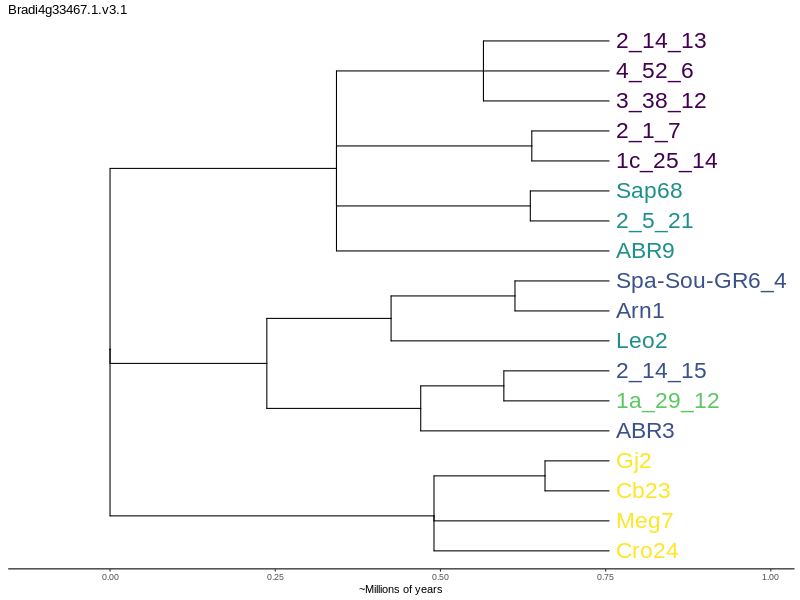 Bradi4g33467.1.v3.1
2_14_13
4_52_6
3_38_12
2_1_7
1c_25_14
Sap68
2_5_21
ABR9
Spa-Sou-GR6_4
Arn1
Leo2
2_14_15
1a_29_12
ABR3
Gj2
Cb23
Meg7
Cro24
0.00 0.25 0.50 0.75 1.00
~Millions of years